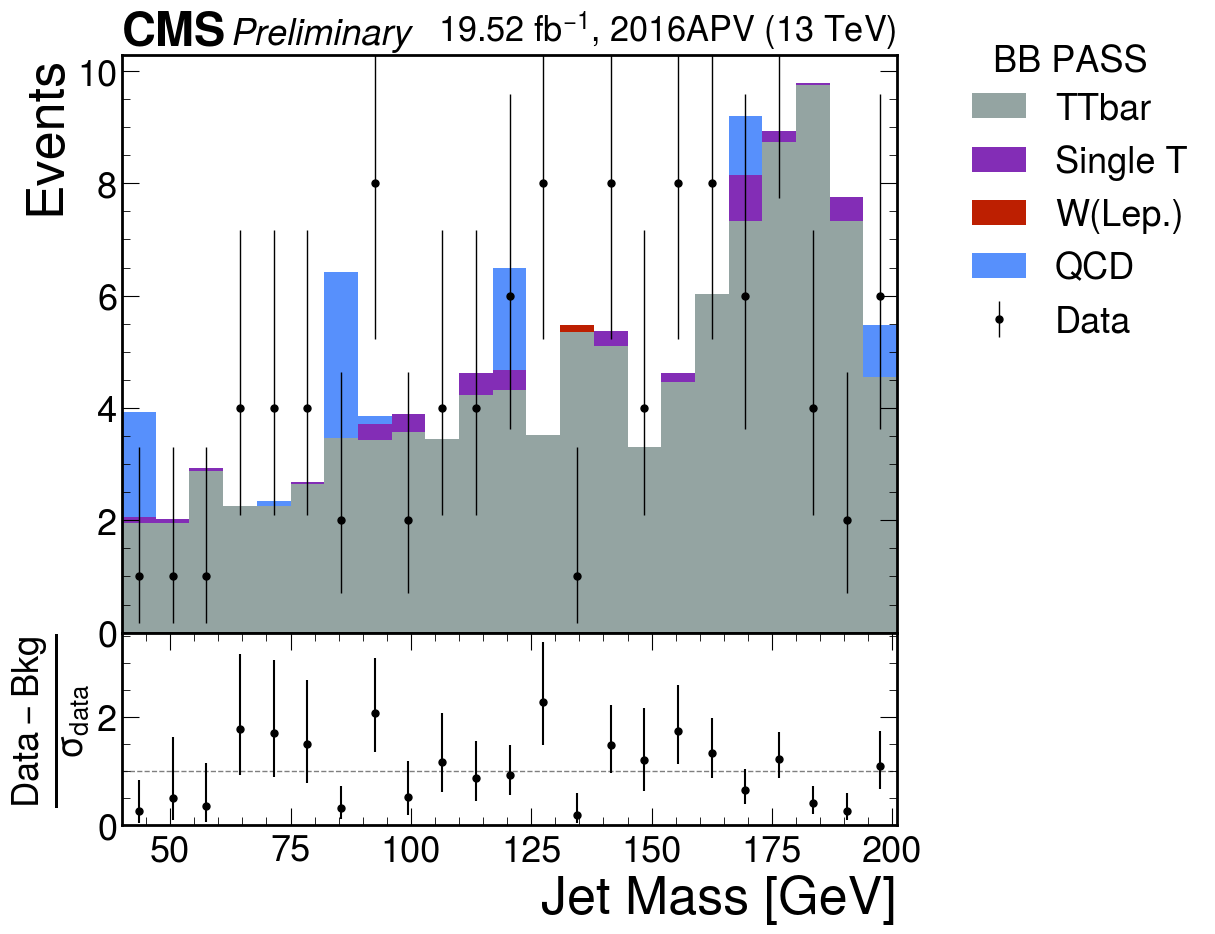 CMS Preliminary 19.52 fb⁻¹, 2016APV (13 TeV)
BB PASS
TTbar
Single T
W(Lep.)
QCD
Data
Events
10
8
6
4
2
0
Data – Bkg
σdata
2
0
50 75 100 125 150 175 200
Jet Mass [GeV]